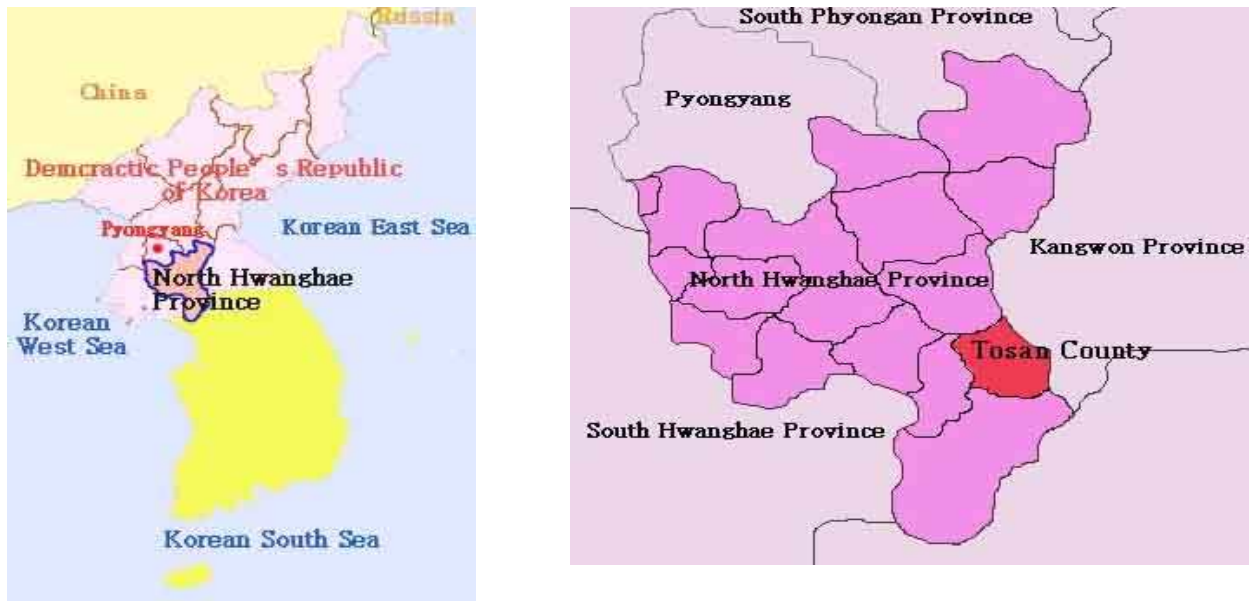 Russia
China
Demcractic People's Republic
of Korea
Pyongyang
Korean East Sea
North Hwanghae
Province
Korean
West Sea
Korean South Sea
South Phyongan Province
Pyongyang
Kangwon Province
North Hwanghae Province
Tosan County
South Hwanghae Province